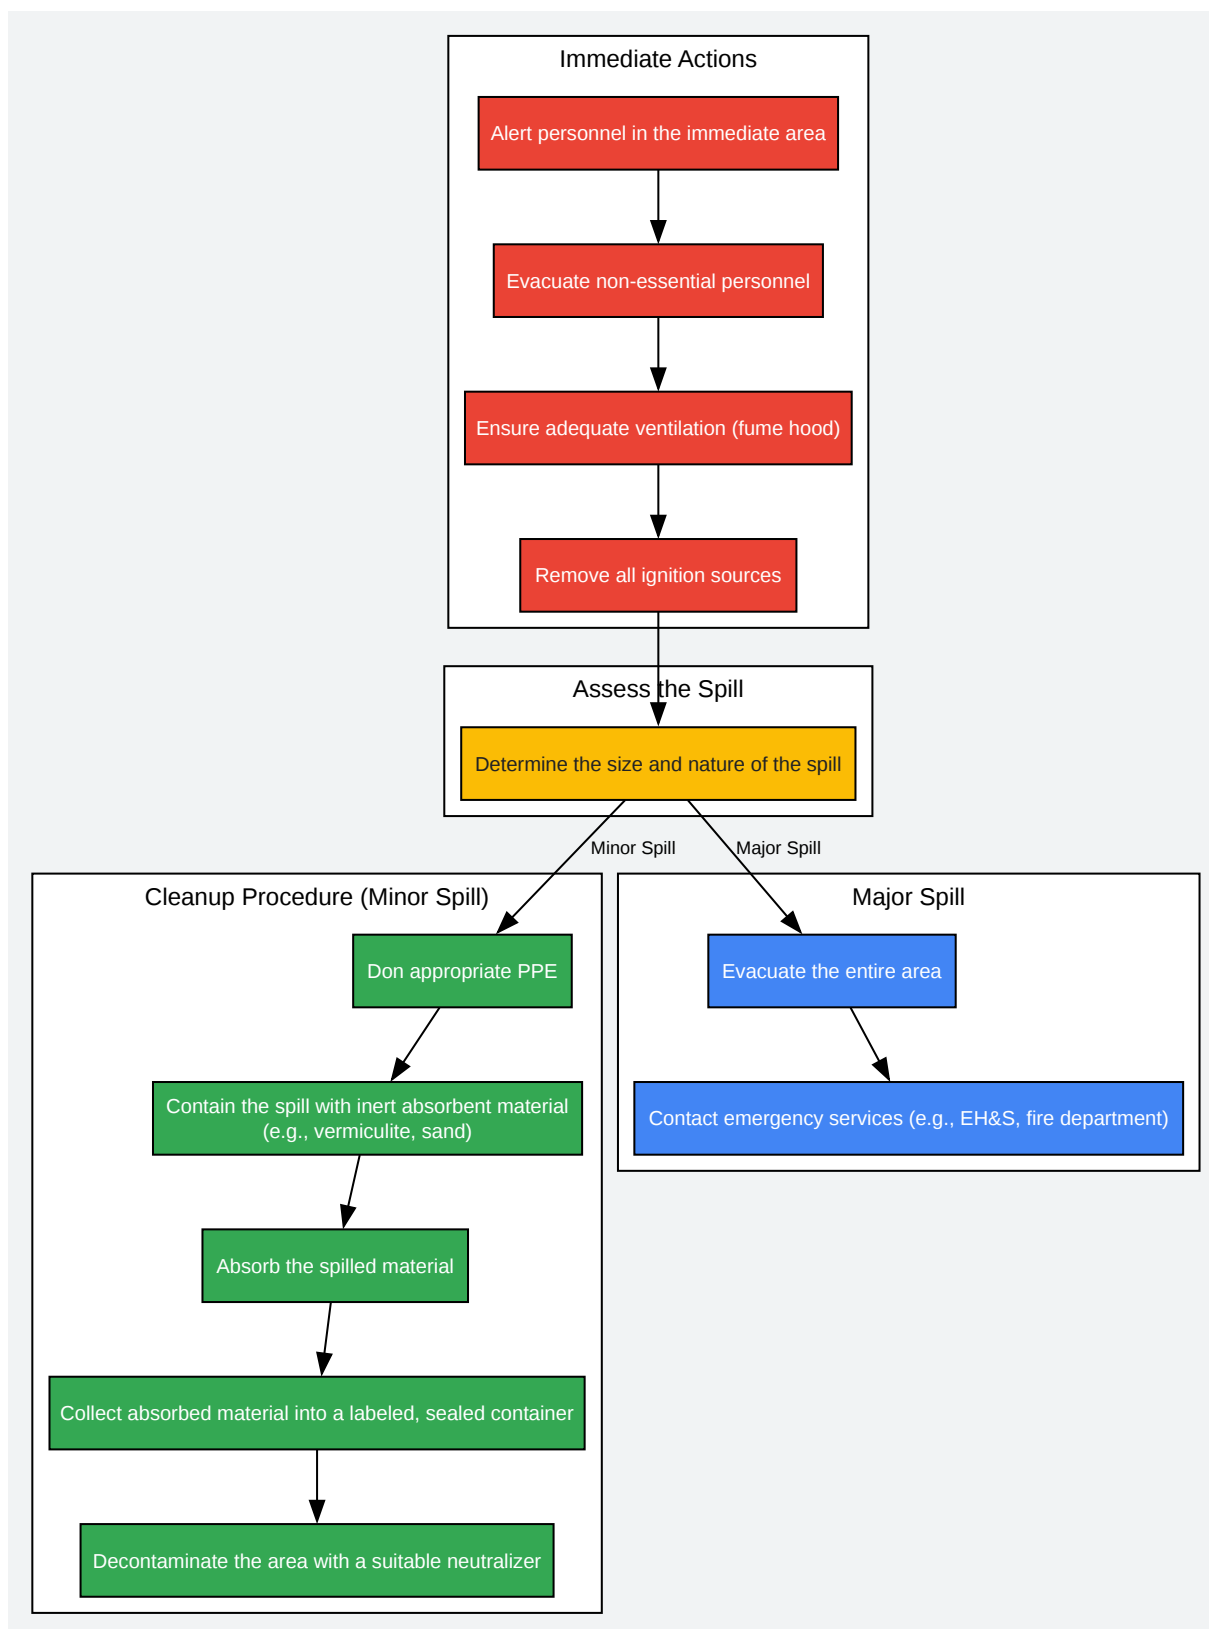 Immediate Actions
Alert personnel in the immediate area
Evacuate non-essential personnel
Ensure adequate ventilation (fume hood)
Remove all ignition sources
Assess the Spill
Determine the size and nature of the spill
Minor Spill
Major Spill
Cleanup Procedure (Minor Spill)
Don appropriate PPE
Contain the spill with inert absorbent material
(e.g., vermiculite, sand)
Absorb the spilled material
Collect absorbed material into a labeled, sealed container
Decontaminate the area with a suitable neutralizer
Major Spill
Evacuate the entire area
Contact emergency services (e.g., EH&S, fire department)